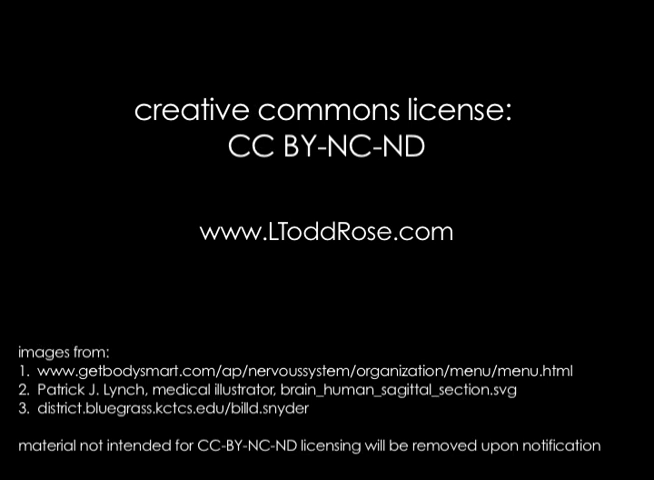 creative commons license:
CC BY-NC-ND
www.LToddRose.com
images from:
1. www.getbodysmart.com/ap/nervoussystem/organization/menu/menu.html
2. Patrick J. Lynch, medical illustrator, brain_human_sagittal_section.svg
3. district.bluegrass.kctcs.edu/billd.snyder
material not intended for CC-BY-NC-ND licensing will be removed upon notification